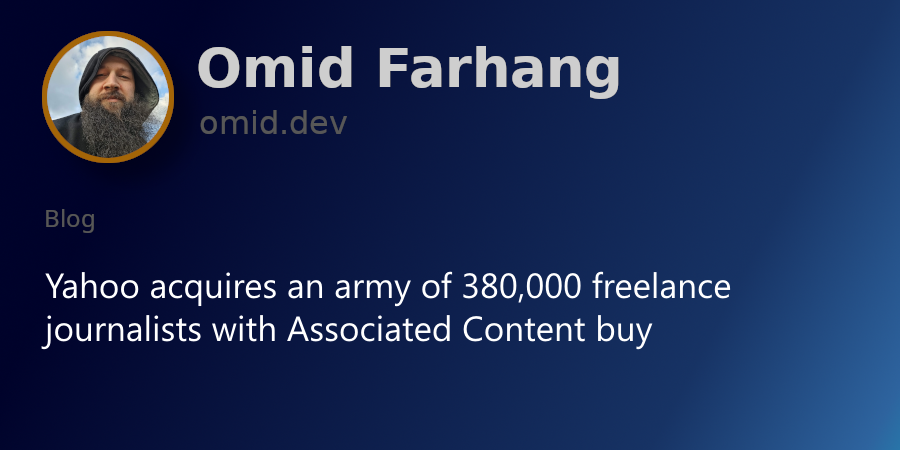 Omid Farhang
omid.dev
Blog
Yahoo acquires an army of 380,000 freelance
journalists with Associated Content buy